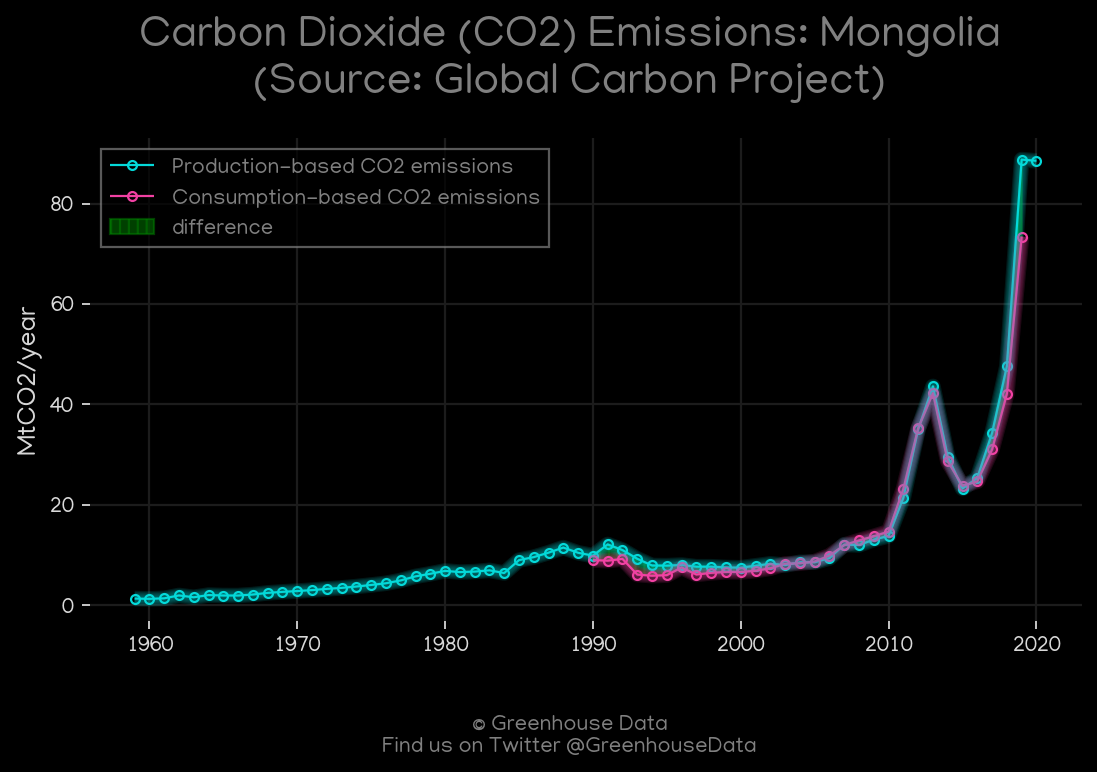 Carbon Dioxide (CO2) Emissions: Mongolia
(Source: Global Carbon Project)
Production-based CO2 emissions
Consumption-based CO2 emissions
difference
MtCO2/year
80
60
40
20
0
1960 1970 1980 1990 2000 2010 2020
© Greenhouse Data
Find us on Twitter @GreenhouseData